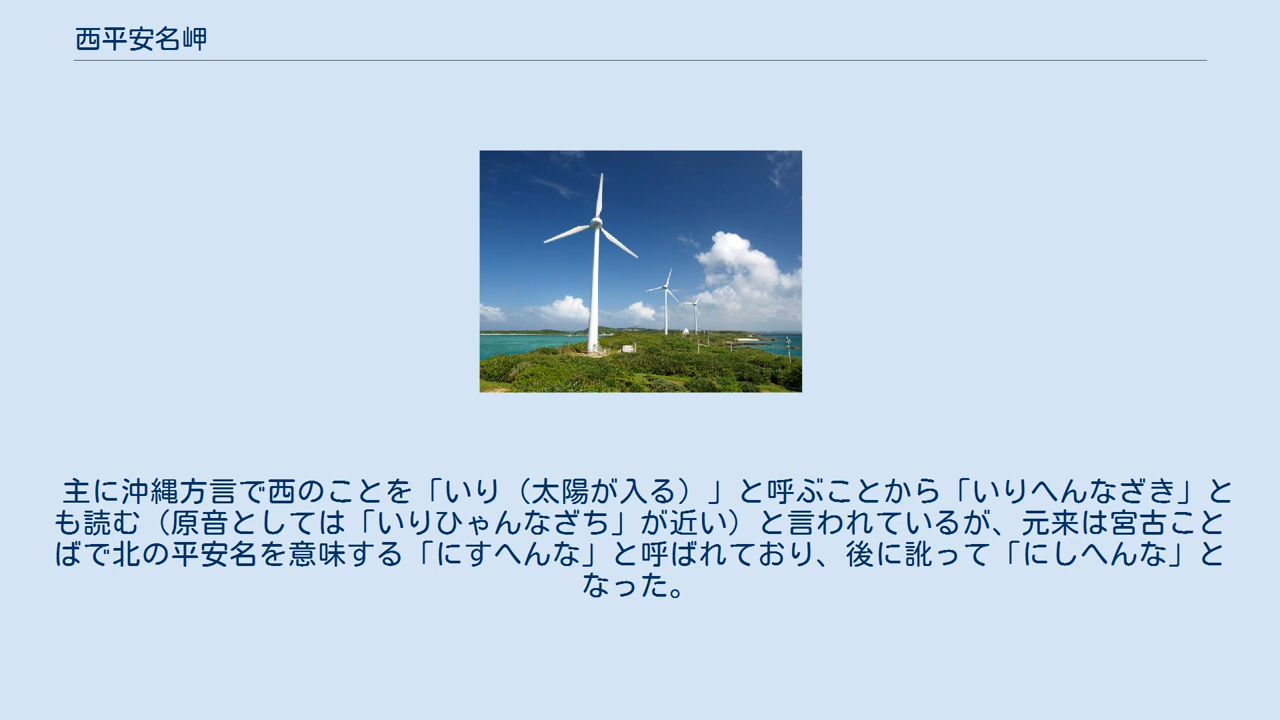 西平安名岬
主に沖縄方言で西のことを「いり（太陽が入る）」と呼ぶことから「いりへんなざき」と
も読む（原音としては「いりひゃんなざち」が近い）と言われているが、元来は宮古こと
ばで北の平安名を意味する「にすへんな」と呼ばれており、後に訛って「にしへんな」と
なった。